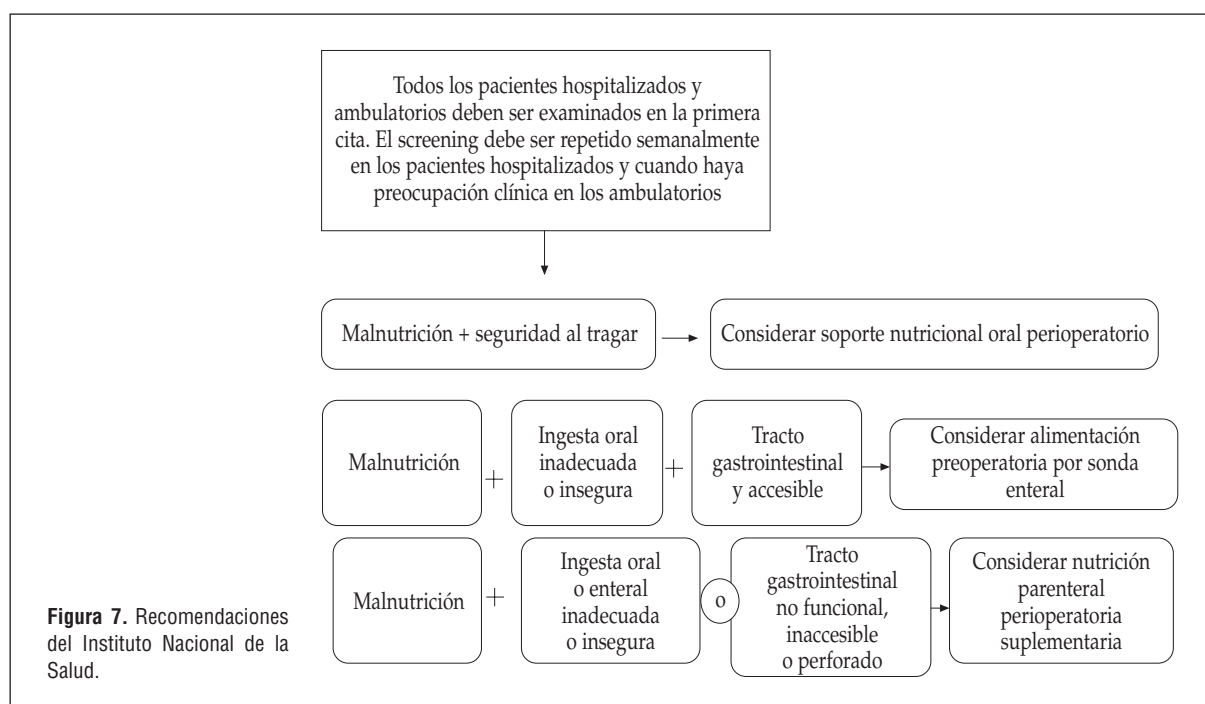 Todos los pacientes hospitalizados y
ambulatorios deben ser examinados en la primera
cita. El screening debe ser repetido semanalmente
en los pacientes hospitalizados y cuando haya
preocupación clínica en los ambulatorios
Malnutrición + seguridad al tragar
Considerar soporte nutricional oral perioperatorio
Malnutrición
+
Ingesta oral
inadecuada
o insegura
+
Tracto
gastrointestinal
y accesible
Considerar alimentación
preoperatoria por sonda
enteral
Malnutrición
+
Ingesta oral
o enteral
inadecuada
o insegura
o
Tracto
gastrointestinal
no funcional,
inaccesible
o perforado
Considerar nutrición
parenteral
perioperatoria
suplementaria
Figura 7. Recomendaciones
del Instituto Nacional de la
Salud.